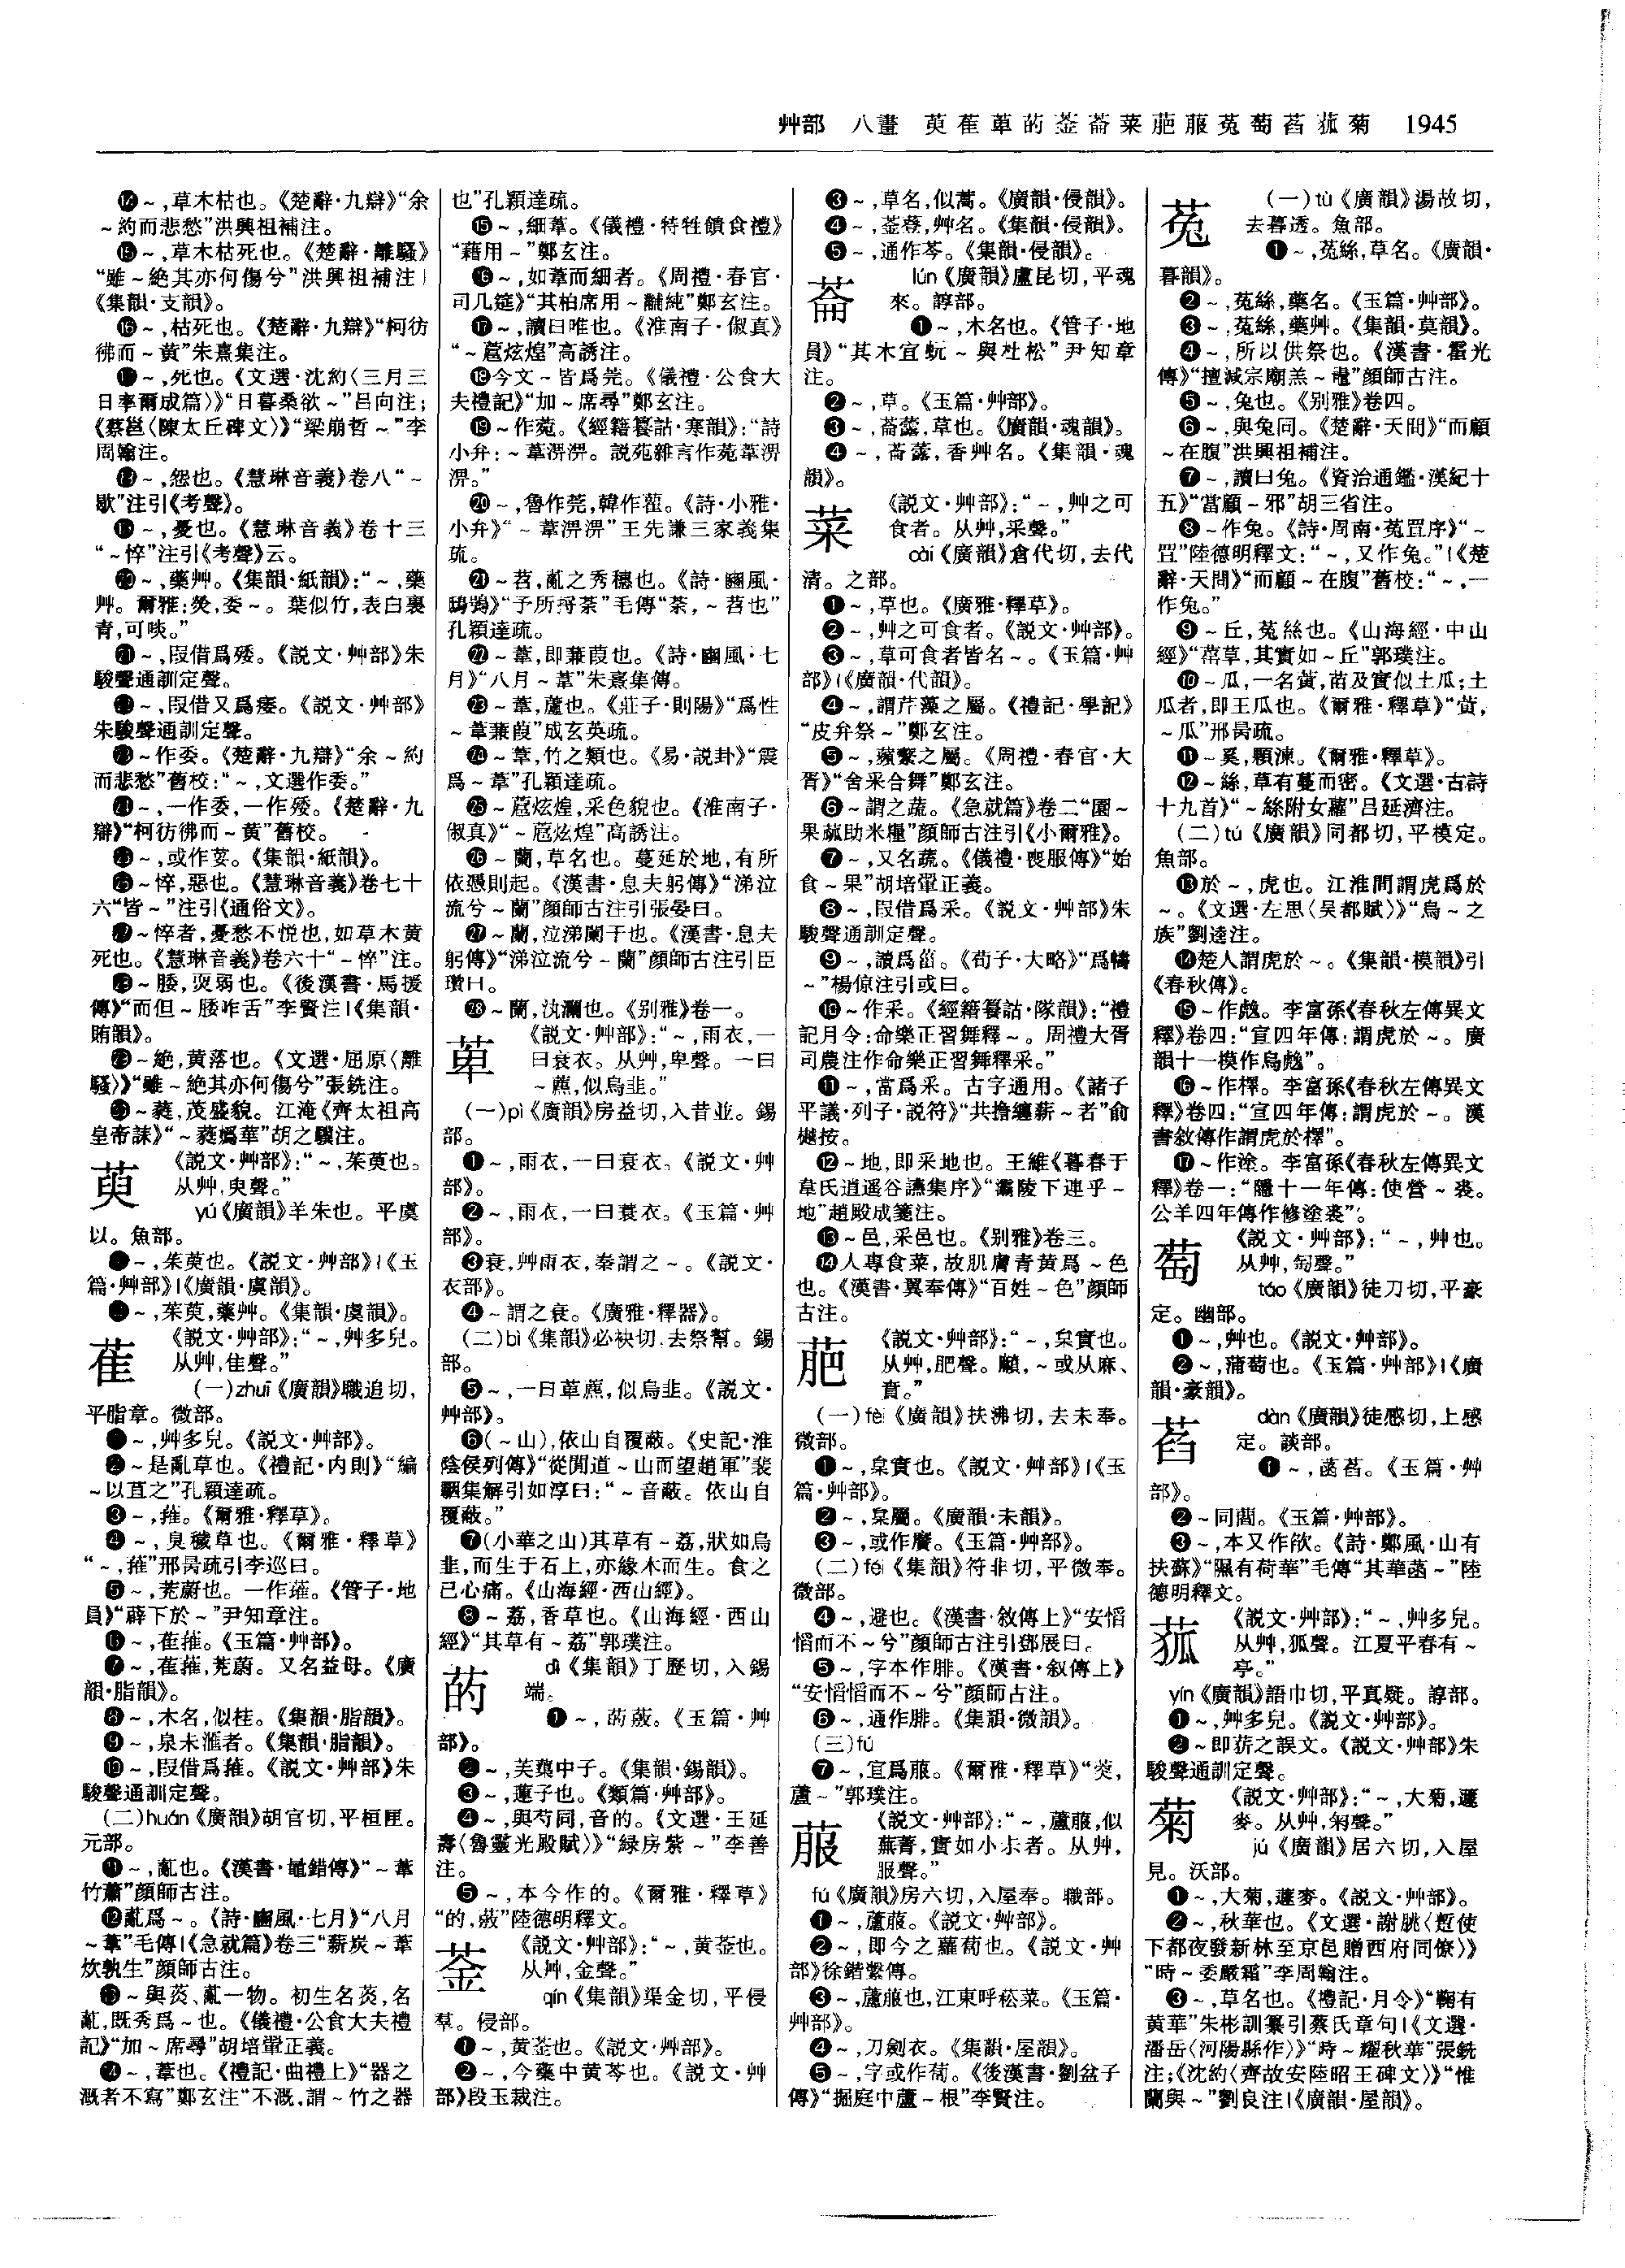 艸部 八畫 萸萑萆菂菳菕菜萉菔菟萄萏菰菊 1945
⓮~,草木枯也。《楚辭·九辯》“余
~約而悲愁”洪興祖補注。
⓯~,草木枯死也。《楚辭·離騷》
“雖~絶其亦何傷兮”洪興祖補注|
《集韻·支韻》。
⓰~,枯死也。《楚辭·九辯》“柯彷
彿而~黄”朱熹集注。
⓱~,死也。《文選·沈約〈三月三
日率爾成篇〉》“日暮桑欲~”吕向注;
《蔡邕〈陳太丘碑文〉》“梁崩哲~”李
周翰注。
⓲~,怨也。《慧琳音義》卷八“~
歇”注引《考聲》。
⓳~,憂也。《慧琳音義》卷十三
“~悴”注引《考聲》云。
⓴~,藥艸。《集韻·紙韻》:“~,藥
艸。爾雅:熒,委~。葉似竹,表白裏
青,可啖。”
㉑~,叚借爲殘。《説文·艸部》朱
駿聲通訓定聲。
㉒~,叚借又爲痿。《説文·艸部》
朱駿聲通訓定聲。
㉓~作委。《楚辭·九辯》“余~約
而悲愁”舊校:“~,文選作委。”
㉔~,一作委,一作殘。《楚辭·九
辯》“柯彷彿而~黄”舊校。
㉕~,或作荽。《集韻·紙韻》。
㉖~悴,惡也。《慧琳音義》卷七十
六“皆~”注引《通俗文》。
㉗~悴者,憂愁不悦也,如草木黄
死也。《慧琳音義》卷六十“~悴”注。
㉘~腇,耎弱也。《後漢書·馬援
傳》“而但~腇咋舌”李賢注|《集韻·
賄韻》。
㉙~絶,黄落也。《文選·屈原〈離
騷〉》“雖~絶其亦何傷兮”張銑注。
㉚~蕤,茂盛貌。江淹《齊太祖高
皇帝誄》“~蕤嬀華”胡之驥注。
萸
《説文·艸部》:“~,茱萸也。
从艸,臾聲。”
yú《廣韻》羊朱也。平虞
以。魚部。
❶~,茱萸也。《説文·艸部》|《玉
篇·艸部》|《廣韻·虞韻》。
❷~,茱萸,藥艸。《集韻·虞韻》。
萑
《説文·艸部》:“~,艸多皃。
从艸,隹聲。”
(一)zhuī《廣韻》職追切,
平脂章。微部。
❶~,艸多皃。《説文·艸部》。
❷~是亂草也。《禮記·内則》“編
~以苴之”孔穎達疏。
❸~,蓷。《爾雅·釋草》。
❹~,臭穢草也。《爾雅·釋草》
“~,蓷”邢昺疏引李巡曰。
❺~,茺蔚也。一作蓷。《管子·地
員》“薜下於~”尹知章注。
❻~,萑蓷。《玉篇·艸部》。
❼~,萑蓷,茺蔚。又名益母。《廣
韻·脂韻》。
❽~,木名,似桂。《集韻·脂韻》。
❾~,泉未滙者。《集韻·脂韻》。
❿~,叚借爲蓷。《説文·艸部》朱
駿聲通訓定聲。
(二)huán《廣韻》胡官切,平桓匣。
元部。
⓫~,薍也。《漢書·鼂錯傳》“~葦
竹蕭”顔師古注。
⓬薍爲~。《詩·豳風·七月》“八月
~葦”毛傳|《急就篇》卷三“薪炭~葦
炊孰生”顔師古注。
⓭~與菼、薍一物。初生名菼,名
薍,既秀爲~也。《儀禮·公食大夫禮
記》“加~席尋”胡培翬正義。
⓮~,葦也。《禮記·曲禮上》“器之
溉者不寫”鄭玄注“不溉,謂~竹之器
也”孔穎達疏。
⓯~,細葦。《儀禮·特牲饋食禮》
“藉用~”鄭玄注。
⓰~,如葦而細者。《周禮·春官·
司几筵》“其柏席用~黼純”鄭玄注。
⓱~,讀曰唯也。《淮南子·俶真》
“~蔰炫煌”高誘注。
⓲今文~皆爲莞。《儀禮·公食大
夫禮記》“加~席尋”鄭玄注。
⓳~作菀。《經籍籑詁·寒韻》:“詩
小弁:~葦淠淠。説苑雜言作菀葦淠
淠。”
⓴~,魯作莞,韓作雚。《詩·小雅·
小弁》“~葦淠淠”王先謙三家義集
疏。
㉑~苕,薍之秀穗也。《詩·豳風·
鴟鴞》“予所捋荼”毛傳“荼,~苕也”
孔穎達疏。
㉒~葦,即蒹葭也。《詩·豳風·七
月》“八月~葦”朱熹集傳。
㉓~葦,蘆也。《莊子·則陽》“爲性
~葦蒹葭”成玄英疏。
㉔~葦,竹之類也。《易·説卦》“震
爲~葦”孔穎達疏。
㉕~蔰炫煌,采色貌也。《淮南子·
俶真》“~蔰炫煌”高誘注。
㉖~蘭,草名也。蔓延於地,有所
依憑則起。《漢書·息夫躬傳》“涕泣
流兮~蘭”顔師古注引張晏曰。
㉗~蘭,泣涕闌干也。《漢書·息夫
躬傳》“涕泣流兮~蘭”顔師古注引臣
瓚曰。
㉘~蘭,汍瀾也。《别雅》卷一。
萆
《説文·艸部》:“~,雨衣,一
曰衰衣。从艸,卑聲。一曰
~藨,似烏韭。”
(一)pì《廣韻》房益切,入昔並。錫
部。
❶~,雨衣,一曰衰衣。《説文·艸
部》。
❷~,雨衣,一曰蓑衣。《玉篇·艸
部》。
❸衰,艸雨衣,秦謂之~。《説文·
衣部》。
❹~謂之衰。《廣雅·釋器》。
(二)bì《集韻》必袂切,去祭幫。錫
部。
❺~,一曰萆藨,似烏韭。《説文·
艸部》。
❻(~山),依山自覆蔽。《史記·淮
陰侯列傳》“從閒道~山而望趙軍”裴
駰集解引如淳曰:“~音蔽。依山自
覆蔽。”
❼(小華之山)其草有~荔,狀如烏
韭,而生于石上,亦緣木而生。食之
已心痛。《山海經·西山經》。
❽~荔,香草也。《山海經·西山
經》“其草有~荔”郭璞注。
菂
dì《集韻》丁歷切,入錫
端。
❶~,菂薂。《玉篇·艸
部》。
❷~,芙蕖中子。《集韻·錫韻》。
❸~,蓮子也。《類篇·艸部》。
❹~,與芍同,音的。《文選·王延
壽〈魯靈光殿賦〉》“緑房紫~”李善
注。
❺~,本今作的。《爾雅·釋草》
“的,薂”陸德明釋文。
菳
《説文·艸部》:“~,黄菳也。
从艸,金聲。”
qín《集韻》渠金切,平侵
羣。侵部。
❶~,黄菳也。《説文·艸部》。
❷~,今藥中黄芩也。《説文·艸
部》段玉裁注。
❸~,草名,似蒿。《廣韻·侵韻》。
❹~,菳䔲,艸名。《集韻·侵韻》。
❺~,通作芩。《集韻·侵韻》。
菕
lún《廣韻》盧昆切,平魂
來。諄部。
❶~,木名也。《管子·地
員》“其木宜蚖~與杜松”尹知章
注。
❷~,草。《玉篇·艸部》。
❸~,菕藘,草也。《廣韻·魂韻》。
❹~,菕藘,香艸名。《集韻·魂
韻》。
菜
《説文·艸部》:“~,艸之可
食者。从艸,采聲。”
cài《廣韻》倉代切,去代
清。之部。
❶~,草也。《廣雅·釋草》。
❷~,艸之可食者。《説文·艸部》。
❸~,草可食者皆名~。《玉篇·艸
部》|《廣韻·代韻》。
❹~,謂芹藻之屬。《禮記·學記》
“皮弁祭~”鄭玄注。
❺~,蘋蘩之屬。《周禮·春官·大
胥》“舍采合舞”鄭玄注。
❻~謂之蔬。《急就篇》卷二“園~
果蓏助米糧”顔師古注引《小爾雅》。
❼~,又名蔬。《儀禮·喪服傳》“始
食~果”胡培翬正義。
❽~,叚借爲采。《説文·艸部》朱
駿聲通訓定聲。
❾~,讀爲菑。《荀子·大略》“爲幬
~”楊倞注引或曰。
❿~作采。《經籍籑詁·隊韻》:“禮
記月令:命樂正習舞釋~。周禮大胥
司農注作命樂正習舞釋采。”
⓫~,當爲采。古字通用。《諸子
平議·列子·説符》“共擔纏薪~者”俞
樾按。
⓬~地,即采地也。王維《暮春于
韋氏逍遥谷讌集序》“灞陵下連乎~
地”趙殿成箋注。
⓭~邑,采邑也。《别雅》卷三。
⓮人專食菜,故肌膚青黄爲~色
也。《漢書·翼奉傳》“百姓~色”顔師
古注。
萉
《説文·艸部》:“~,枲實也。
从艸,肥聲。黂,~或从麻、
賁。”
(一)fèi《廣韻》扶沸切,去未奉。
微部。
❶~,枲實也。《説文·艸部》|《玉
篇·艸部》。
❷~,枲屬。《廣韻·未韻》。
❸~,或作黂。《玉篇·艸部》。
(二)féi《集韻》符非切,平微奉。
微部。
❹~,避也。《漢書·敘傳上》“安慆
慆而不~兮”顔師古注引鄧展曰。
❺~,字本作腓。《漢書·叙傳上》
“安慆慆而不~兮”顔師古注。
❻~,通作腓。《集韻·微韻》。
(三)fú
❼~,宜爲菔。《爾雅·釋草》“葖,
蘆~”郭璞注。
菔
《説文·艸部》:“~,蘆菔,似
蕪菁,實如小尗者。从艸,
服聲。”
fú《廣韻》房六切,入屋奉。職部。
❶~,蘆菔。《説文·艸部》。
❷~,即今之蘿蔔也。《説文·艸
部》徐鍇繫傳。
❸~,蘆菔也,江東呼菘菜。《玉篇·
艸部》。
❹~,刀劍衣。《集韻·屋韻》。
❺~,字或作蔔。《後漢書·劉盆子
傳》“掘庭中蘆~根”李賢注。
菟
(一)tù《廣韻》湯故切,
去暮透。魚部。
❶~,菟絲,草名。《廣韻·
暮韻》。
❷~,菟絲,藥名。《玉篇·艸部》。
❸~,菟絲,藥艸。《集韻·莫韻》。
❹~,所以供祭也。《漢書·霍光
傳》“擅減宗廟羔~鼃”顔師古注。
❺~,兔也。《别雅》卷四。
❻~,與兔同。《楚辭·天問》“而顧
~在腹”洪興祖補注。
❼~,讀曰兔。《資治通鑑·漢紀十
五》“當顧~邪”胡三省注。
❽~作兔。《詩·周南·菟罝序》“~
罝”陸德明釋文:“~,又作兔。”|《楚
辭·天問》“而顧~在腹”舊校:“~,一
作兔。”
❾~丘,菟絲也。《山海經·中山
經》“䔄草,其實如~丘”郭璞注。
❿~瓜,一名黄,苗及實似土瓜;土
瓜者,即王瓜也。《爾雅·釋草》“黄,
~瓜”邢昺疏。
⓫~奚,顆涷。《爾雅·釋草》。
⓬~絲,草有蔓而密。《文選·古詩
十九首》“~絲附女蘿”吕延濟注。
(二)tú《廣韻》同都切,平模定。
魚部。
⓭於~,虎也。江淮間謂虎爲於
~。《文選·左思〈吴都賦〉》“烏~之
族”劉逵注。
⓮楚人謂虎於~。《集韻·模韻》引
《春秋傳》。
⓯~作䖘。李富孫《春秋左傳異文
釋》卷四:“宣四年傳:謂虎於~。廣
韻十一模作烏䖘”。
⓰~作檡。李富孫《春秋左傳異文
釋》卷四:“宣四年傳:謂虎於~。漢
書敘傳作謂虎於檡”。
⓱~作塗。李富孫《春秋左傳異文
釋》卷一:“隱十一年傳:使營~裘。
公羊四年傳作修塗裘”。
萄
《説文·艸部》:“~,艸也。
从艸,匋聲。”
táo《廣韻》徒刀切,平豪
定。幽部。
❶~,艸也。《説文·艸部》。
❷~,蒲萄也。《玉篇·艸部》|《廣
韻·豪韻》。
萏
dàn《廣韻》徒感切,上感
定。談部。
❶~,菡萏。《玉篇·艸
部》。
❷~同藺。《玉篇·艸部》。
❸~,本又作欿。《詩·鄭風·山有
扶蘇》“隰有荷華”毛傳“其華菡~”陸
德明釋文。
菰
《説文·艸部》:“~,艸多皃。
从艸,狐聲。江夏平春有~
亭。”
yín《廣韻》語巾切,平真疑。諄部。
❶~,艸多皃。《説文·艸部》。
❷~即菥之誤文。《説文·艸部》朱
駿聲通訓定聲。
菊
《説文·艸部》:“~,大菊,蘧
麥。从艸,匊聲。”
jú《廣韻》居六切,入屋
見。沃部。
❶~,大菊,蘧麥。《説文·艸部》。
❷~,秋華也。《文選·謝朓〈蹔使
下都夜發新林至京邑贈西府同僚〉》
“時~委嚴霜”李周翰注。
❸~,草名也。《禮記·月令》“鞠有
黄華”朱彬訓纂引蔡氏章句|《文選·
潘岳〈河陽縣作〉》“時~耀秋華”張銑
注;《沈約〈齊故安陸昭王碑文〉》“惟
蘭與~”劉良注|《廣韻·屋韻》。